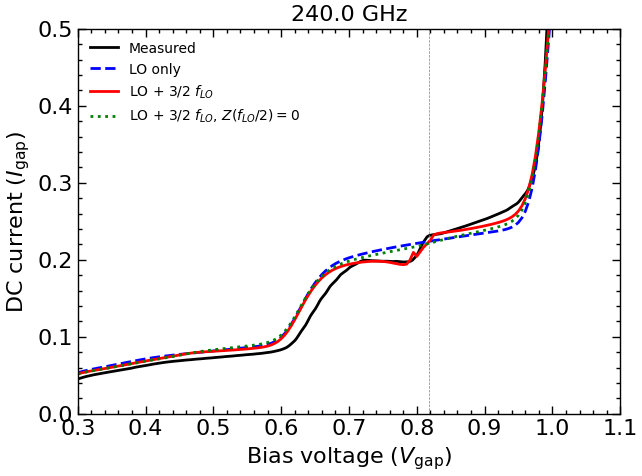 240.0 GHz
DC current (I_gap)
0.5
0.4
0.3
0.2
0.1
0.0
Measured
LO only
LO + 3/2 f_LO
LO + 3/2 f_LO, Z(f_LO/2) = 0
0.3 0.4 0.5 0.6 0.7 0.8 0.9 1.0 1.1
Bias voltage (V_gap)